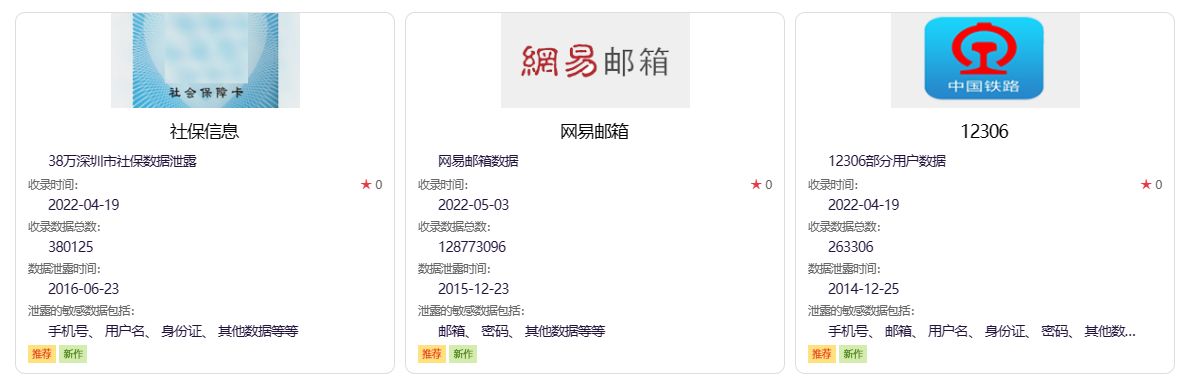 社会保障卡
社保信息
38万深圳市社保数据泄露
收录时间:
★ 0
2022-04-19
收录数据总数:
380125
数据泄露时间:
2016-06-23
泄露的敏感数据包括:
手机号、 用户名、 身份证、 其他数据等等
推荐 新作
網易邮箱
网易邮箱
网易邮箱数据
收录时间:
★ 0
2022-05-03
收录数据总数:
128773096
数据泄露时间:
2015-12-23
泄露的敏感数据包括:
邮箱、 密码、 其他数据等等
推荐 新作
中国铁路
12306
12306部分用户数据
收录时间:
★ 0
2022-04-19
收录数据总数:
263306
数据泄露时间:
2014-12-25
泄露的敏感数据包括:
手机号、 邮箱、 用户名、 身份证、 密码、 其他数...
推荐 新作